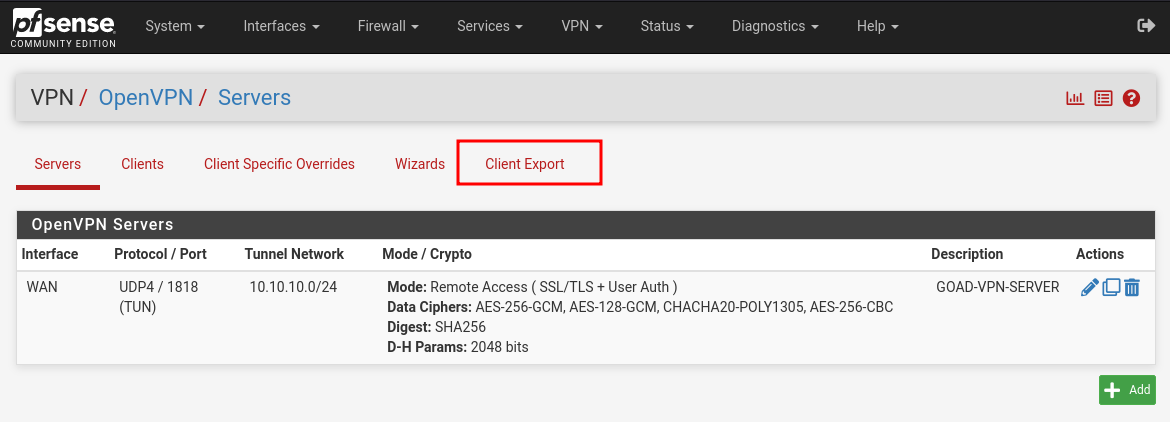 pfsense System Interfaces Firewall Services VPN Status Diagnostics Help
COMMUNITY EDITION
VPN / OpenVPN / Servers
Servers Clients Client Specific Overrides Wizards Client Export
OpenVPN Servers
Interface Protocol / Port Tunnel Network Mode / Crypto Description Actions
WAN UDP4 / 1818 10.10.10.0/24 Mode: Remote Access ( SSL/TLS + User Auth ) GOAD-VPN-SERVER
(TUN) Data Ciphers: AES-256-GCM, AES-128-GCM, CHACHA20-POLY1305, AES-256-CBC
Digest: SHA256
D-H Params: 2048 bits
Add